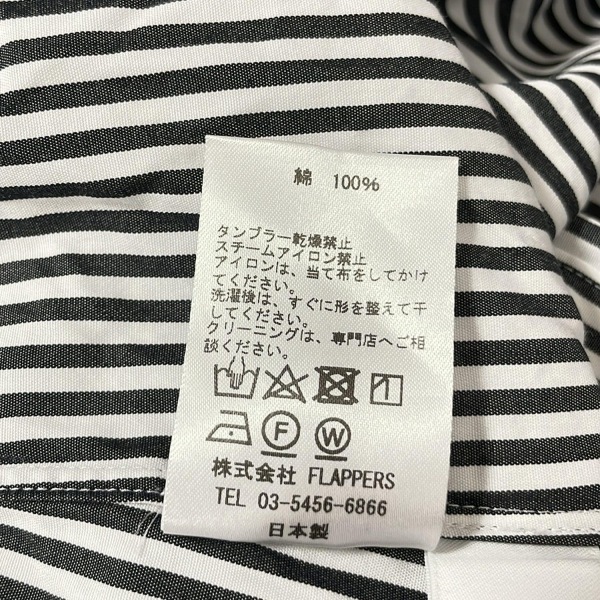 綿 100%
タンブラー乾燥禁止
スチームアイロン禁止
アイロンは、当て布をしてかけ
てください。
洗濯後は、すぐに形を整えて干
してください。
クリーニングは、専門店へご相
談ください。
F W
株式会社 FLAPPERS
TEL 03-5456-6866
日本製